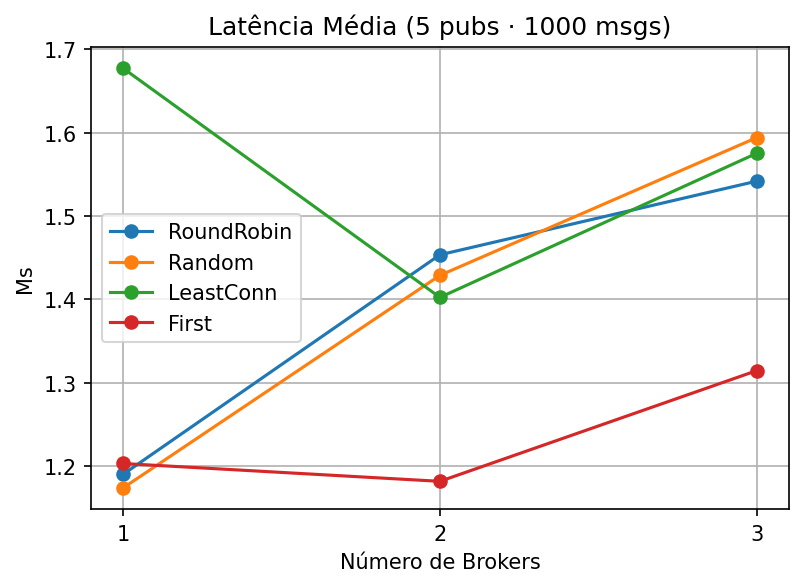 Latência Média (5 pubs · 1000 msgs)
1.7
1.6
1.5
1.4
1.3
1.2
Ms
RoundRobin
Random
LeastConn
First
1
2
3
Número de Brokers